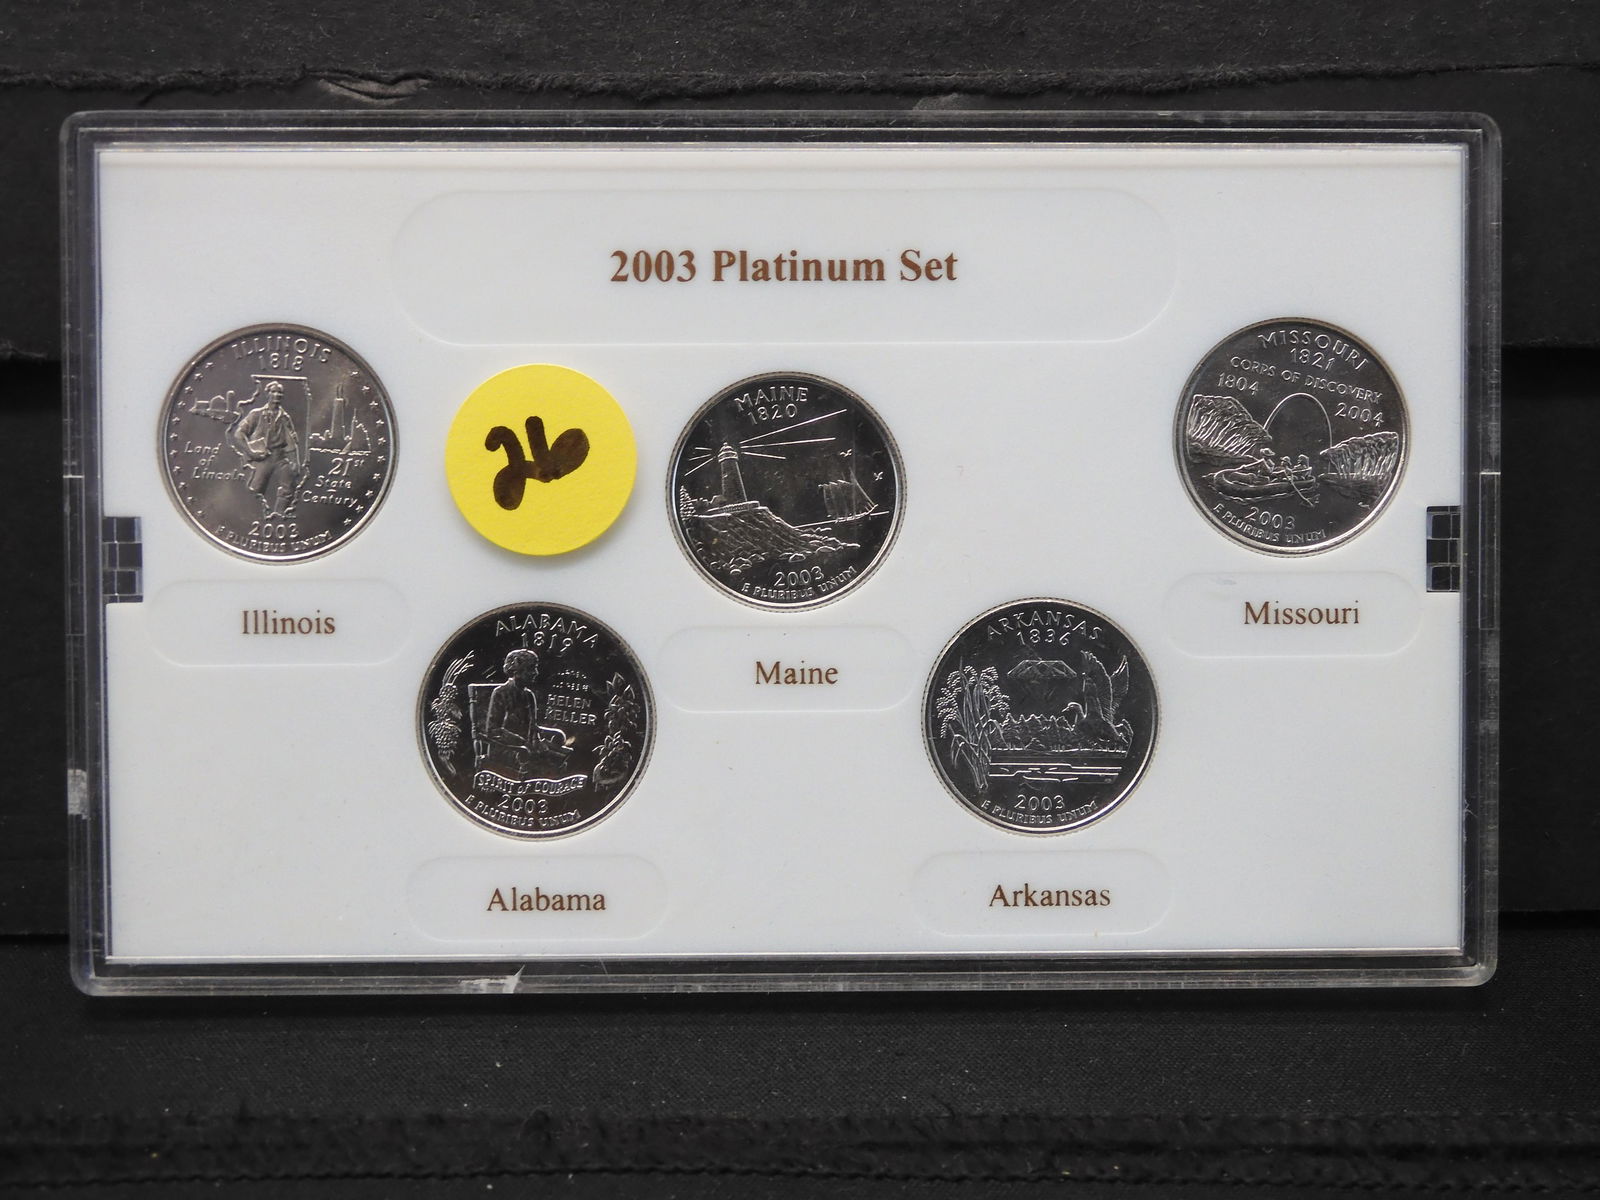 2003 Platinum Set
ILLINOIS
1818
Land
of
Lincoln
21st
State
Century
2003
E PLURIBUS UNUM
Illinois
26
MAINE
1820
2003
E PLURIBUS UNUM
Maine
MISSOURI
1821
CORPS OF DISCOVERY
1804
2004
2003
E PLURIBUS UNUM
Missouri
ALABAMA
1819
HELEN
KELLER
SPIRIT of COURAGE
2003
E PLURIBUS UNUM
Alabama
ARKANSAS
1836
2003
E PLURIBUS UNUM
Arkansas